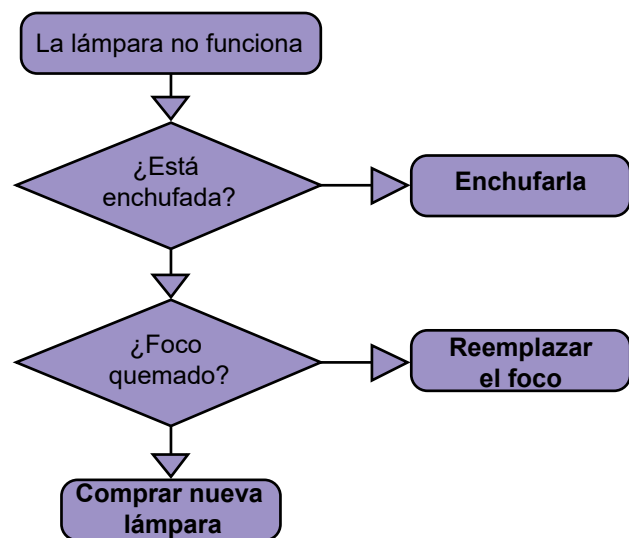 La lámpara no funciona
¿Está
enchufada?
Enchufarla
¿Foco
quemado?
Reemplazar
el foco
Comprar nueva
lámpara